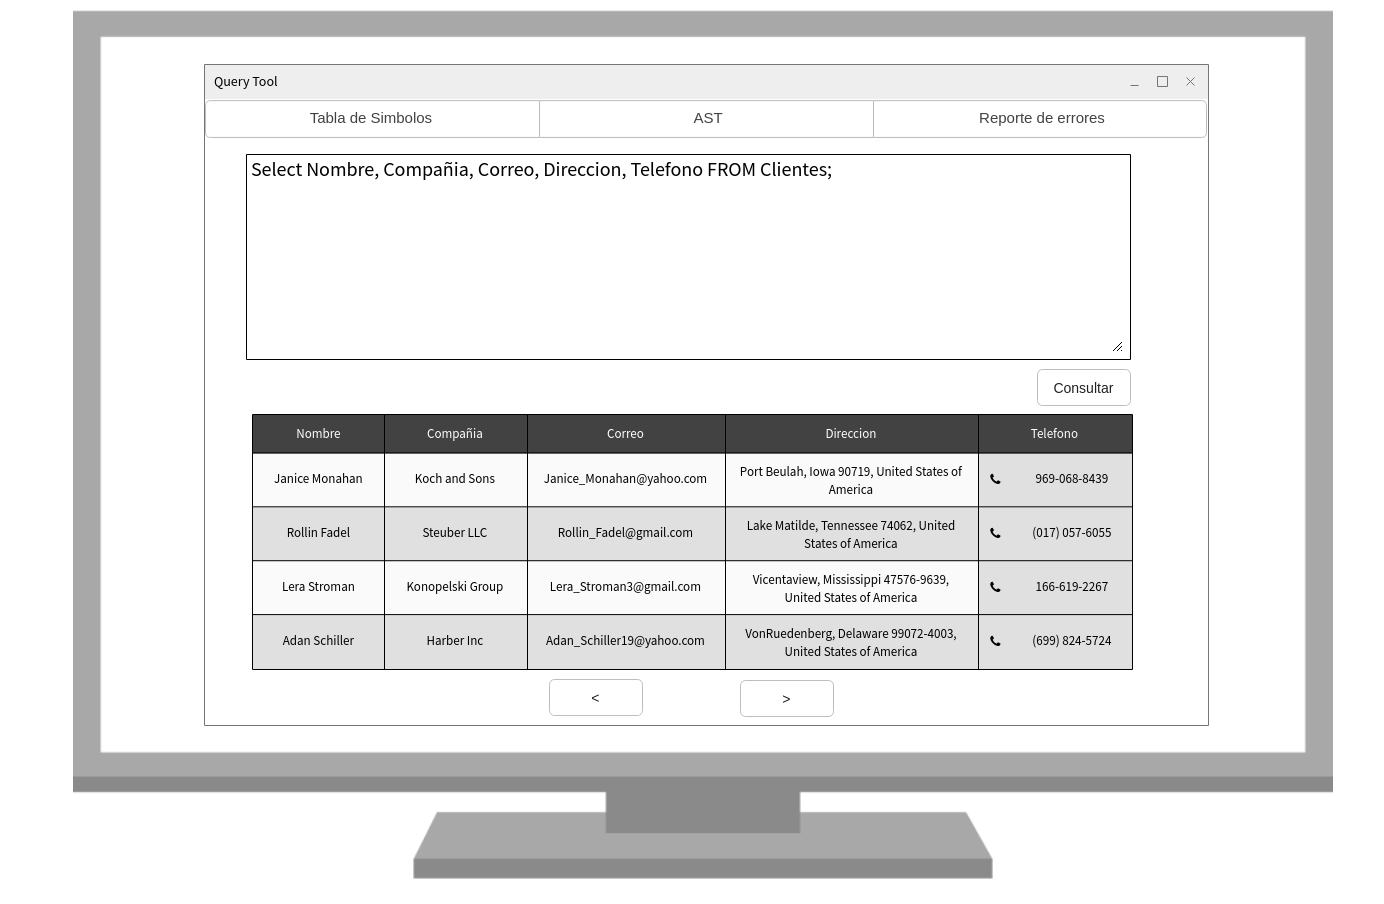 Query Tool
Tabla de Simbolos
AST
Reporte de errores
Select Nombre, Compañia, Correo, Direccion, Telefono FROM Clientes;
Consultar
Nombre Compañia Correo Direccion Telefono
Janice Monahan Koch and Sons Janice_Monahan@yahoo.com Port Beulah, Iowa 90719, United States of
America 969-068-8439
Rollin Fadel Steuber LLC Rollin_Fadel@gmail.com Lake Matilde, Tennessee 74062, United
States of America (017) 057-6055
Lera Stroman Konopelski Group Lera_Stroman3@gmail.com Vicentaview, Mississippi 47576-9639,
United States of America 166-619-2267
Adan Schiller Harber Inc Adan_Schiller19@yahoo.com VonRuedenberg, Delaware 99072-4003,
United States of America (699) 824-5724
< >